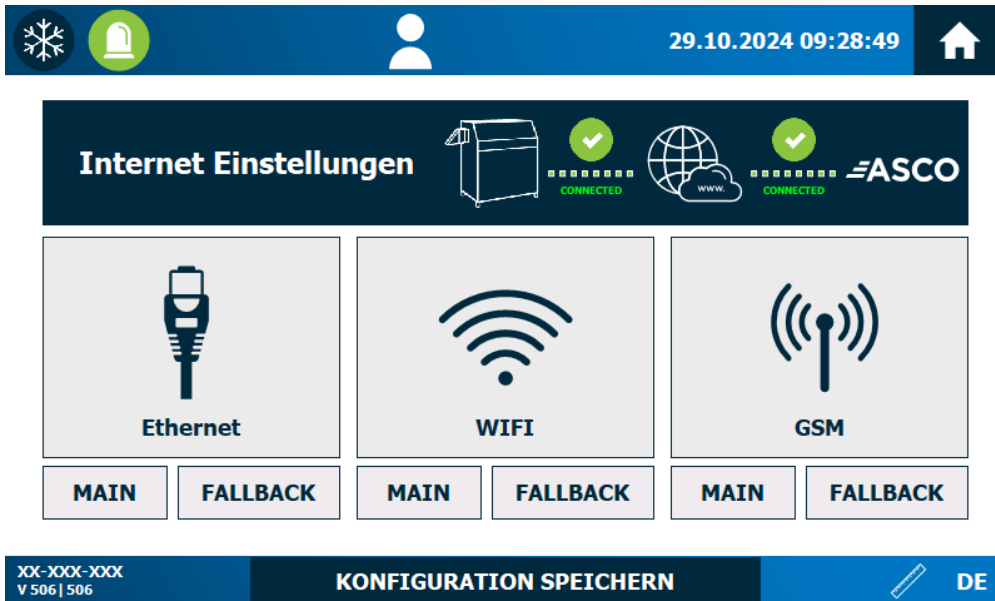 29.10.2024 09:28:49
Internet Einstellungen
CONNECTED
www.
CONNECTED
ASCO
Ethernet
WIFI
GSM
MAIN
FALLBACK
MAIN
FALLBACK
MAIN
FALLBACK
XX-XXX-XXX
V 506 | 506
KONFIGURATION SPEICHERN
DE